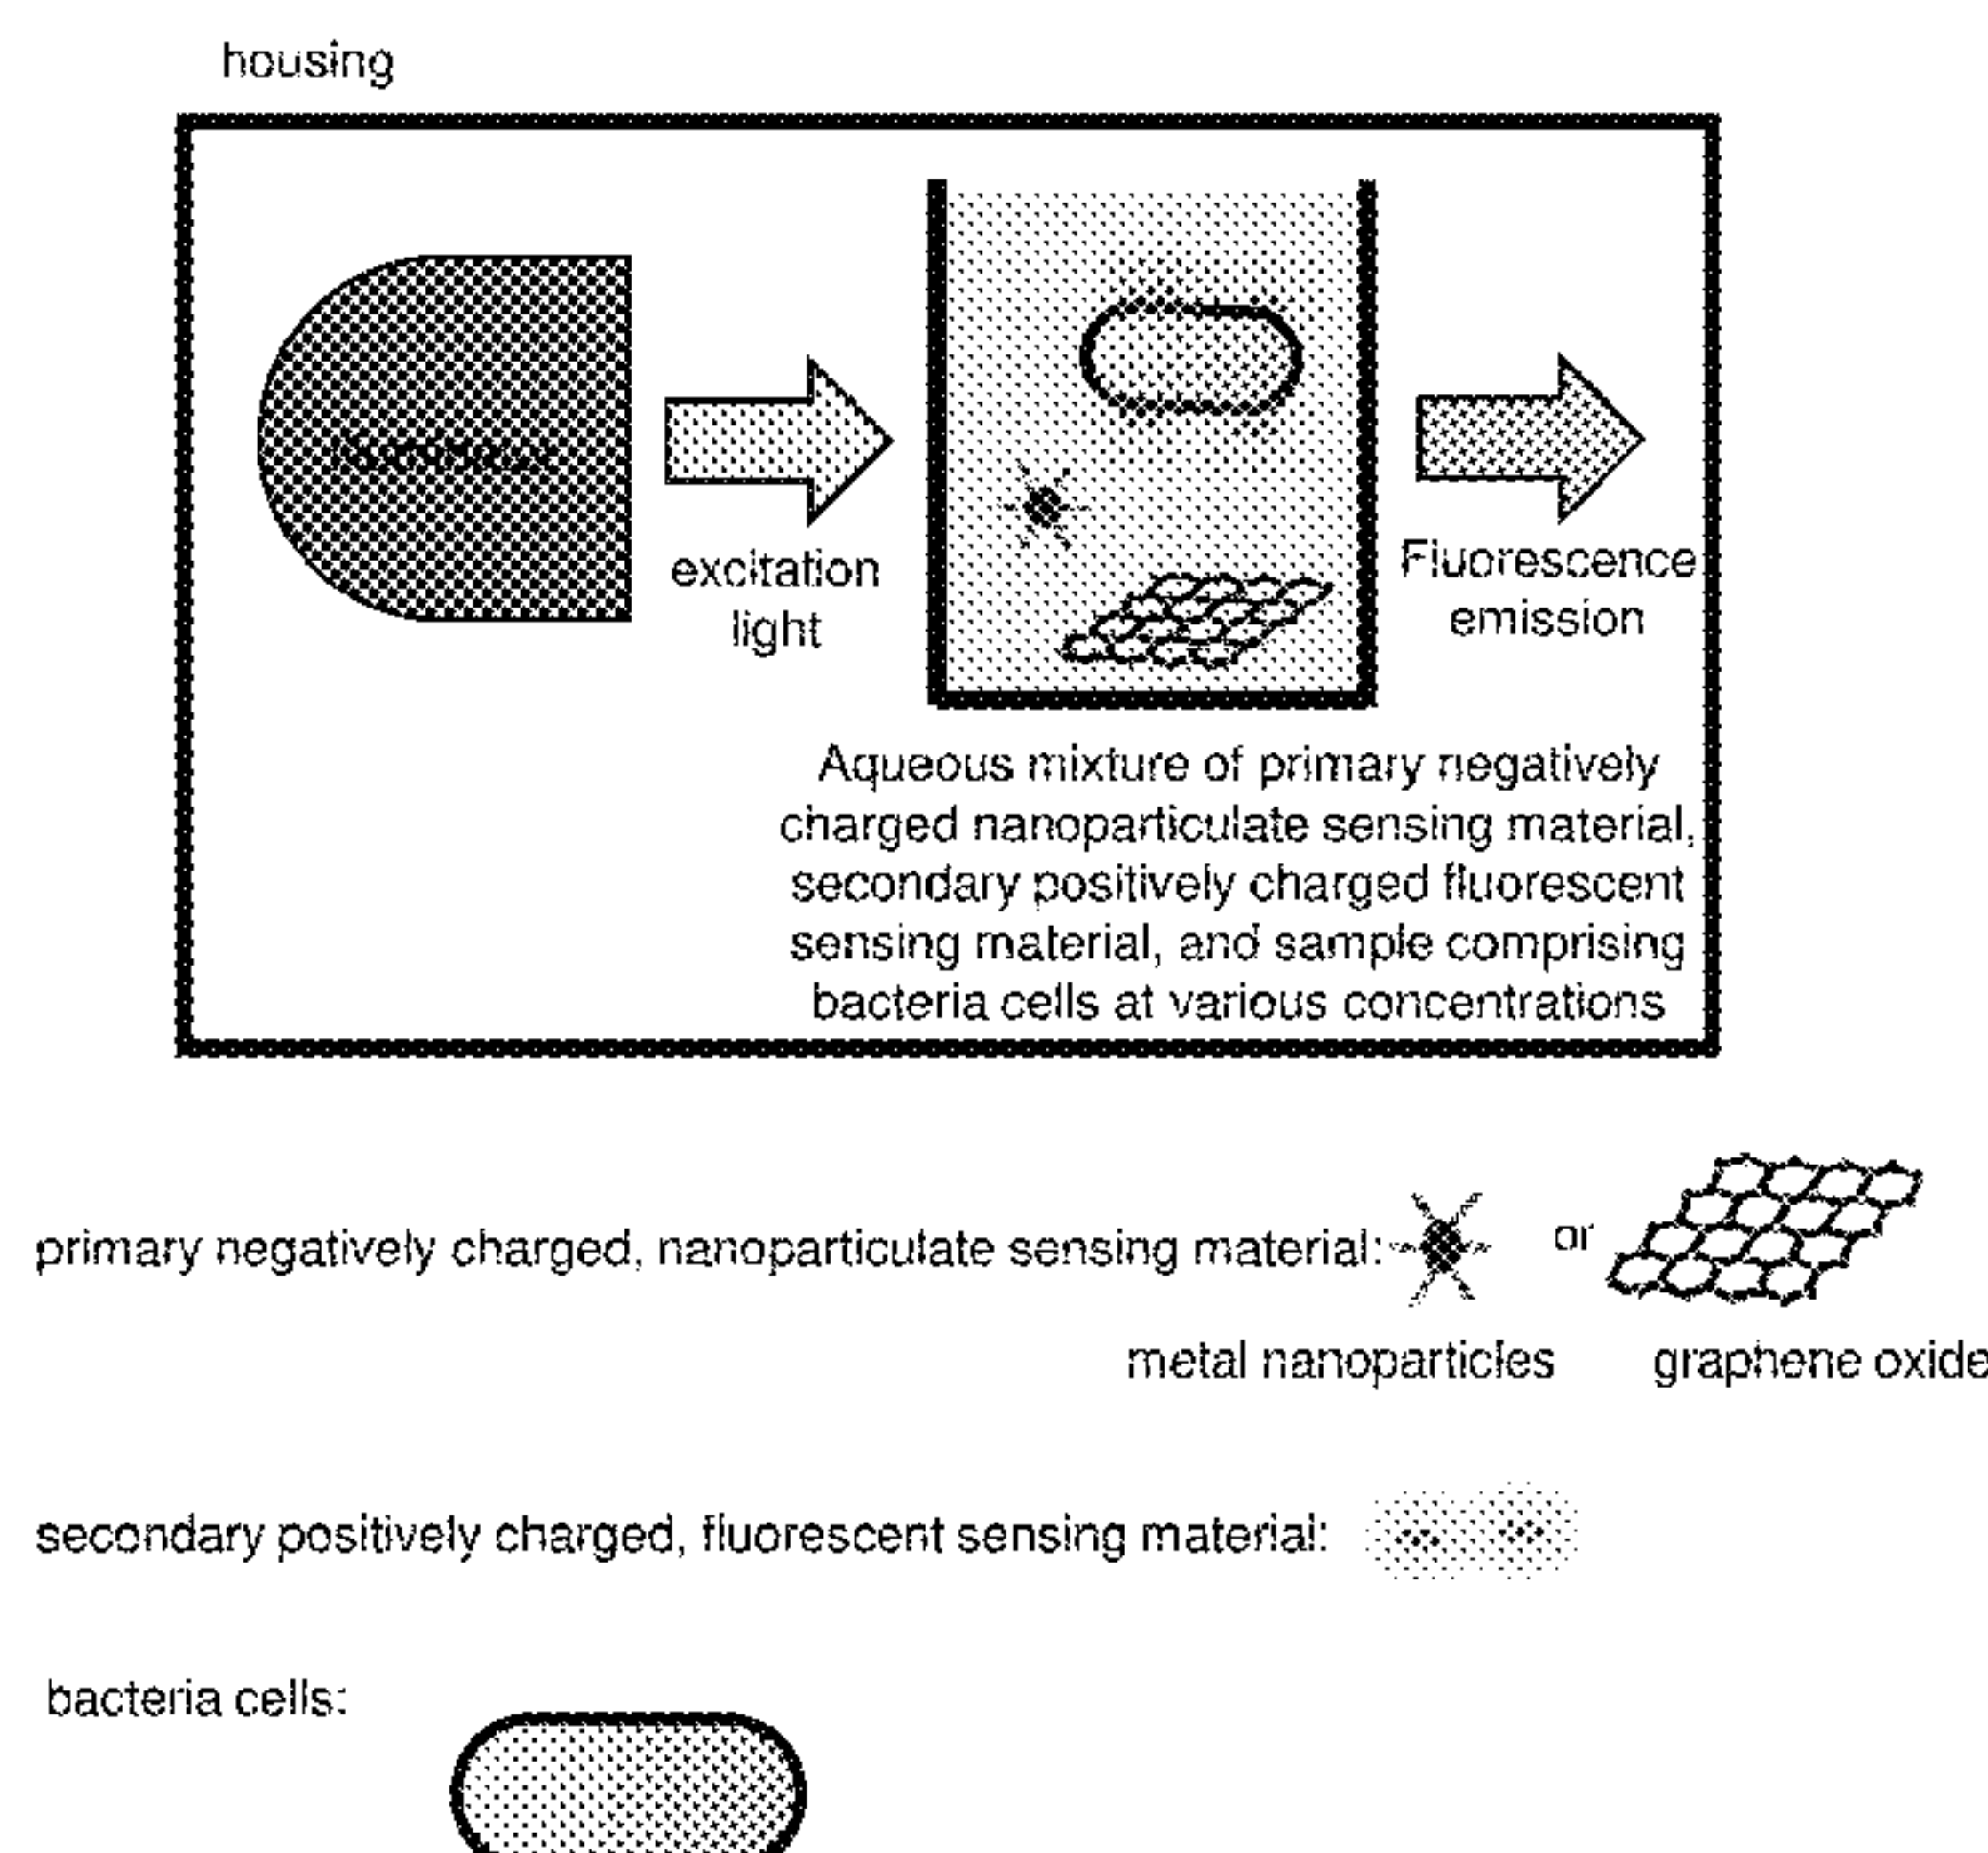 housing
excitation
light
Fluorescence
emission
Aqueous mixture of primary negatively
charged nanoparticulate sensing material,
secondary positively charged fluorescent
sensing material, and sample comprising
bacteria cells at various concentrations
primary negatively charged, nanoparticulate sensing material:
or
metal nanoparticles
graphene oxide
secondary positively charged, fluorescent sensing material:
bacteria cells: